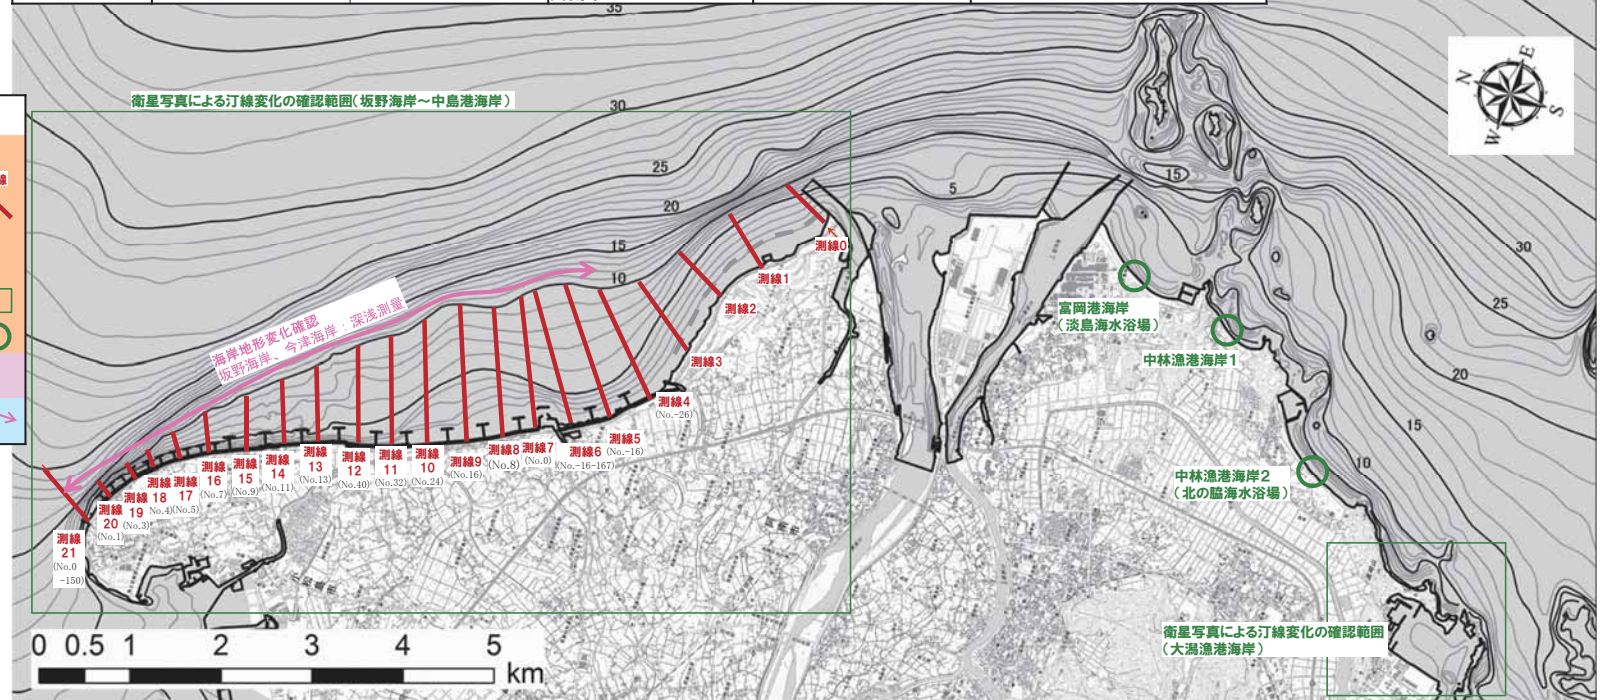 35
衛星写真による汀線変化の確認範囲(坂野海岸～中島港海岸)
線
30
25
20
15
10
5
15
30
25
20
15
10
N
E
S
W
海岸地形変化確認
坂野海岸、今津海岸：深浅測量
測線0
測線1
測線2
測線3
測線4
(No.-26)
測線5
(No.-16)
測線6
(No.-16-167)
測線7
(No.0)
測線8
(No.8)
測線9
(No.16)
測線
10
(No.24)
測線
11
(No.32)
測線
12
(No.40)
測線
13
(No.13)
測線
14
(No.11)
測線
15
(No.9)
測線
16
(No.7)
測線
17
(No.5)
測線
18
(No.4)
測線
19
(No.3)
測線
20
(No.1)
測線
21
(No.0
-150)
富岡港海岸
(淡島海水浴場)
中林漁港海岸1
中林漁港海岸2
(北の脇海水浴場)
衛星写真による汀線変化の確認範囲
(大潟漁港海岸)
0 0.5 1 2 3 4 5
km